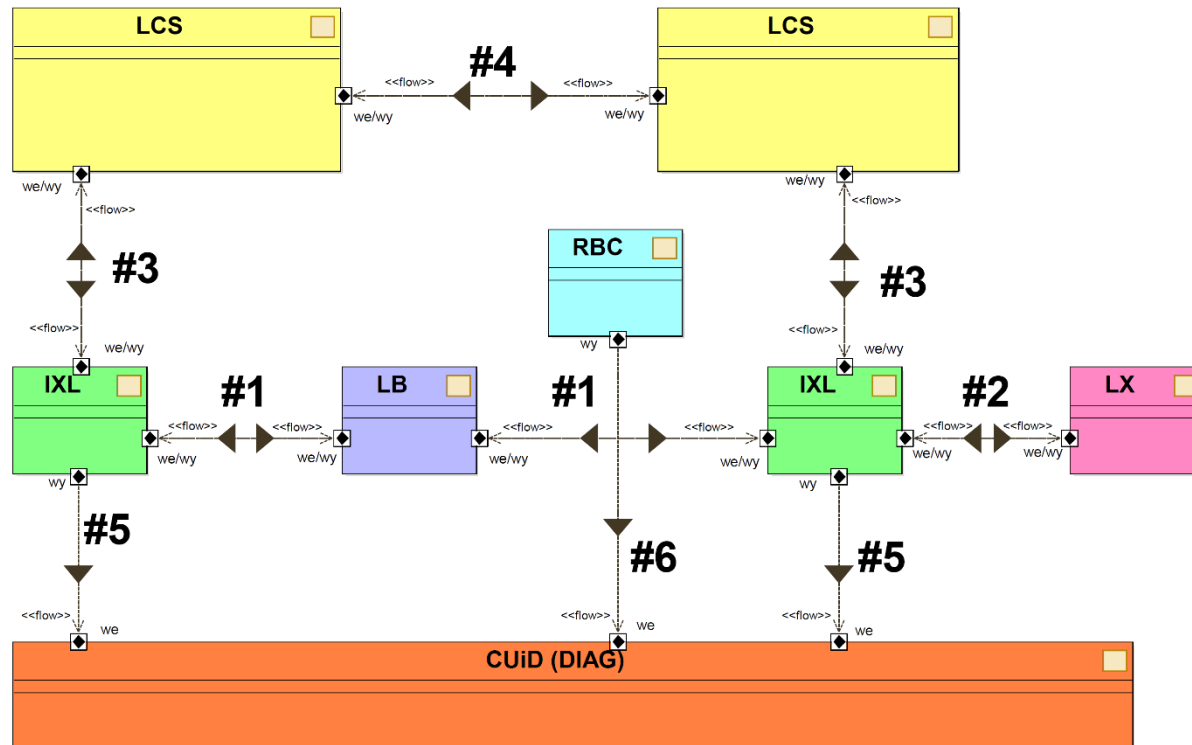 LCS
LCS
#4
<<flow>>
<<flow>>
we/wy
we/wy
we/wy
we/wy
<<flow>>
<<flow>>
RBC
#3
#3
<<flow>>
<<flow>>
we/wy
wy
we/wy
IXL
#1
LB
#1
IXL
#2
LX
<<flow>>
<<flow>>
<<flow>>
<<flow>>
<<flow>>
<<flow>>
we/wy
we/wy
we/wy
we/wy
we/wy
we/wy
wy
wy
#5
#6
#5
<<flow>>
we
<<flow>>
we
<<flow>>
we
CUiD (DIAG)